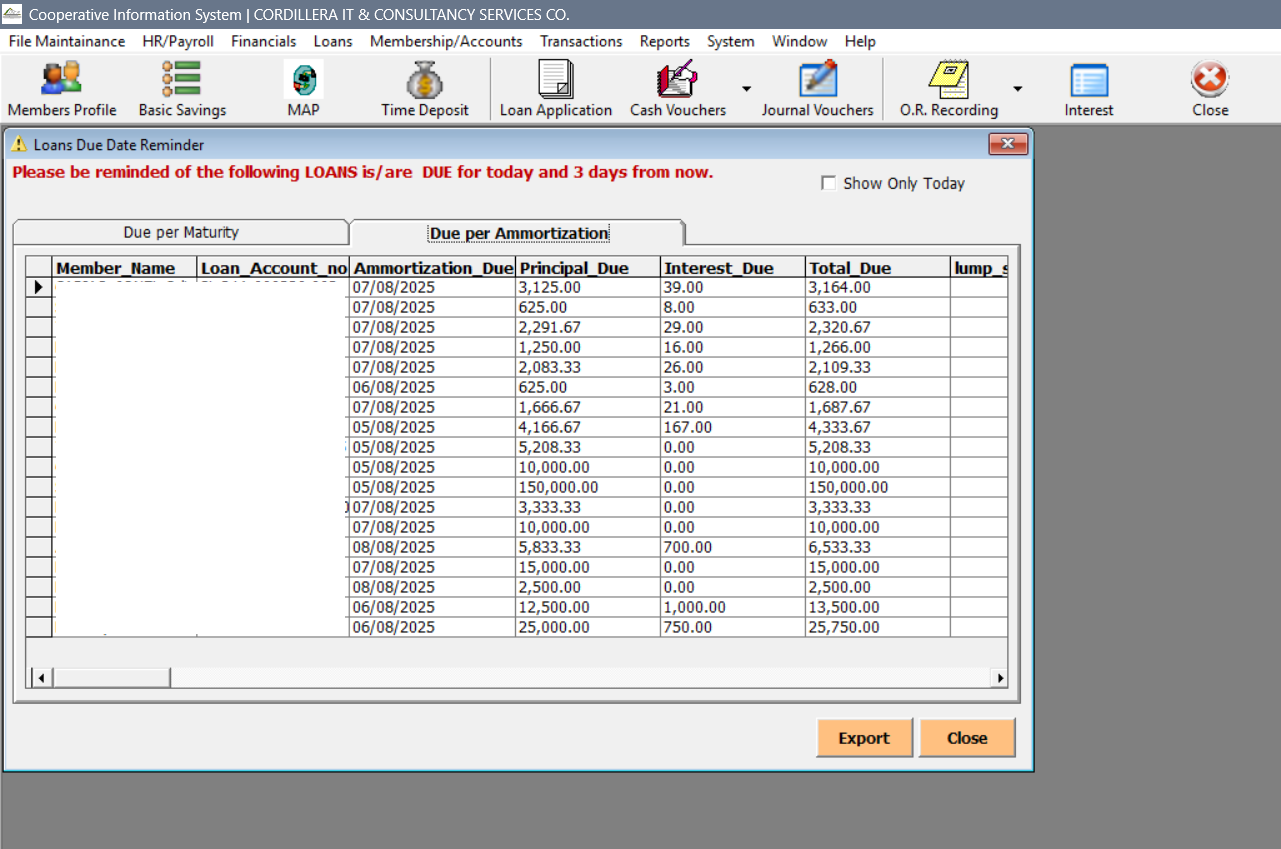 Cooperative Information System | CORDILLERA IT & CONSULTANCY SERVICES CO.
File Maintainance HR/Payroll Financials Loans Membership/Accounts Transactions Reports System Window Help
Members Profile Basic Savings MAP Time Deposit Loan Application Cash Vouchers Journal Vouchers O.R. Recording Interest Close
Loans Due Date Reminder
Please be reminded of the following LOANS is/are DUE for today and 3 days from now.
Show Only Today
Due per Maturity Due per Ammortization
Member_Name Loan_Account_no Ammortization_Due Principal_Due Interest_Due Total_Due lump_s
07/08/2025 3,125.00 39.00 3,164.00
07/08/2025 625.00 8.00 633.00
07/08/2025 2,291.67 29.00 2,320.67
07/08/2025 1,250.00 16.00 1,266.00
07/08/2025 2,083.33 26.00 2,109.33
06/08/2025 625.00 3.00 628.00
07/08/2025 1,666.67 21.00 1,687.67
05/08/2025 4,166.67 167.00 4,333.67
05/08/2025 5,208.33 0.00 5,208.33
05/08/2025 10,000.00 0.00 10,000.00
05/08/2025 150,000.00 0.00 150,000.00
07/08/2025 3,333.33 0.00 3,333.33
07/08/2025 10,000.00 0.00 10,000.00
08/08/2025 5,833.33 700.00 6,533.33
07/08/2025 15,000.00 0.00 15,000.00
08/08/2025 2,500.00 0.00 2,500.00
06/08/2025 12,500.00 1,000.00 13,500.00
06/08/2025 25,000.00 750.00 25,750.00
Export Close